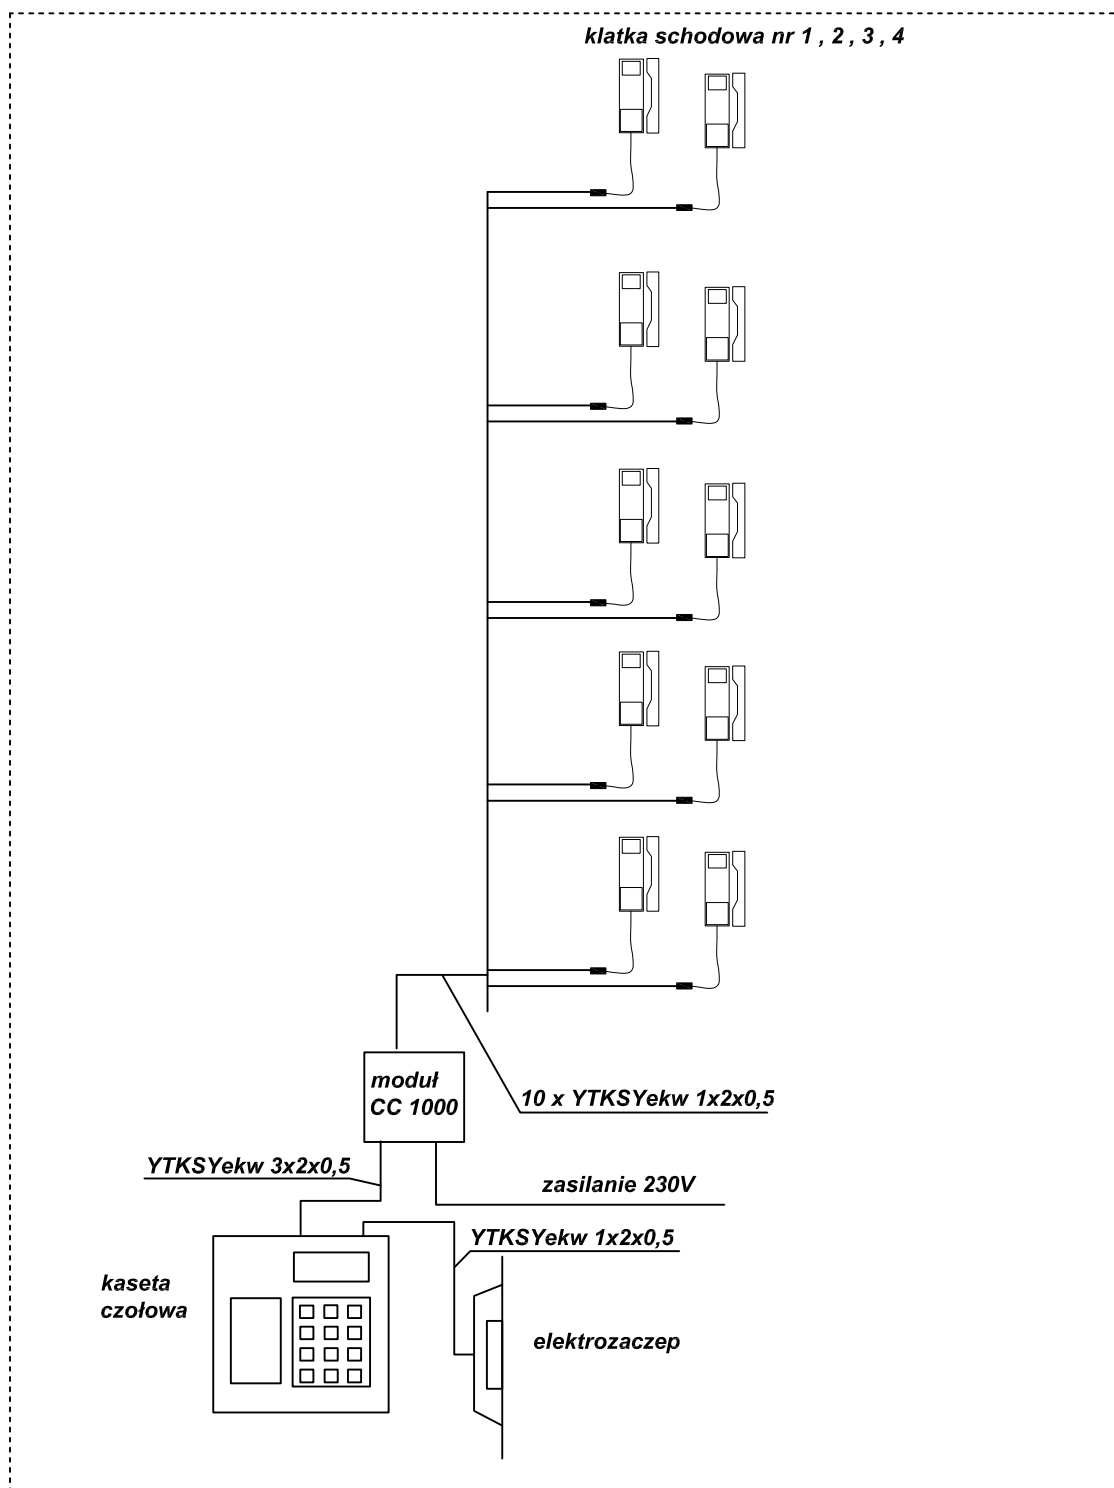 klatka schodowa nr 1 , 2 , 3 , 4
moduł
CC 1000
10 x YTKSYekw 1x2x0,5
YTKSYekw 3x2x0,5
zasilanie 230V
YTKSYekw 1x2x0,5
kaseta
czołowa
elektrozaczep